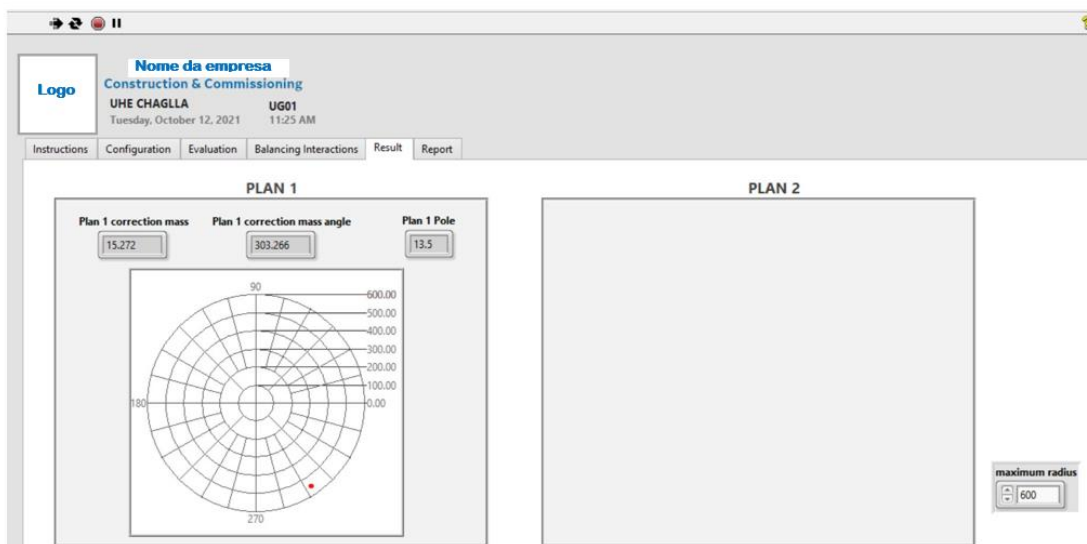 Logo
Nome da empresa
Construction & Commissioning
UHE CHAGLLA UG01
Tuesday, October 12, 2021 11:25 AM
Instructions Configuration Evaluation Balancing Interactions Result Report
PLAN 1
Plan 1 correction mass Plan 1 correction mass angle Plan 1 Pole
15.272 303.266 13.5
90
600.00
500.00
400.00
300.00
200.00
100.00
180 0.00
270
PLAN 2
maximum radius
600